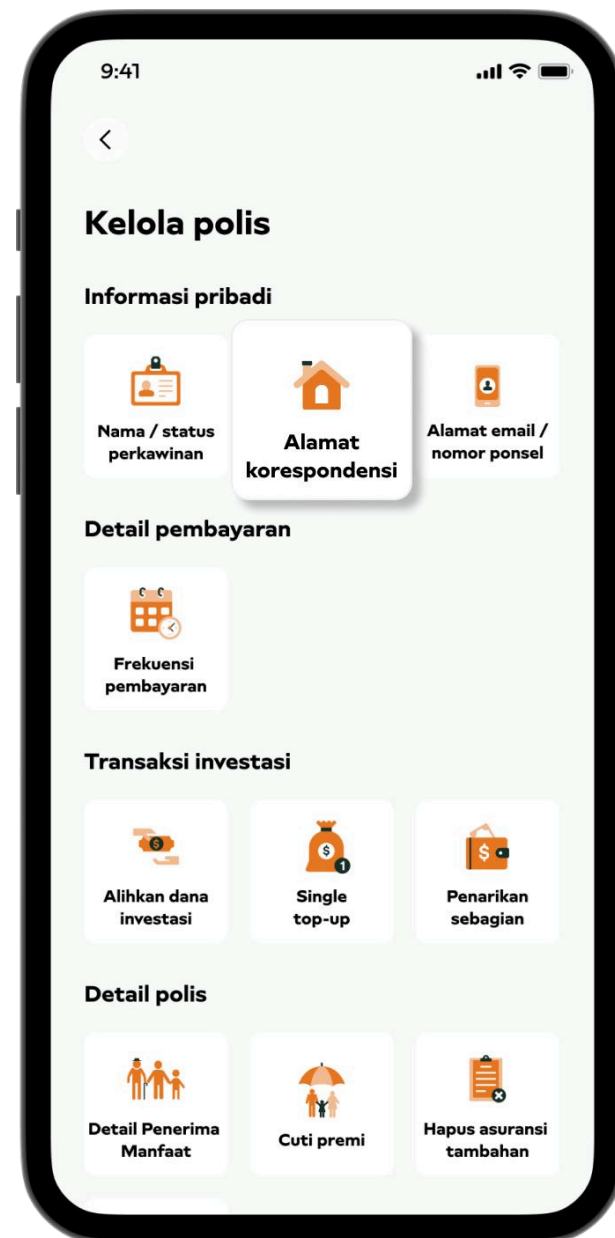 9:41
Kelola polis
Informasi pribadi
Nama / status
perkawinan
Alamat
korespondensi
Alamat email /
nomor ponsel
Detail pembayaran
Frekuensi
pembayaran
Transaksi investasi
$
Alihkan dana
investasi
$
1
Single
top-up
$
Penarikan
sebagian
Detail polis
Detail Penerima
Manfaat
Cuti premi
Hapus asuransi
tambahan